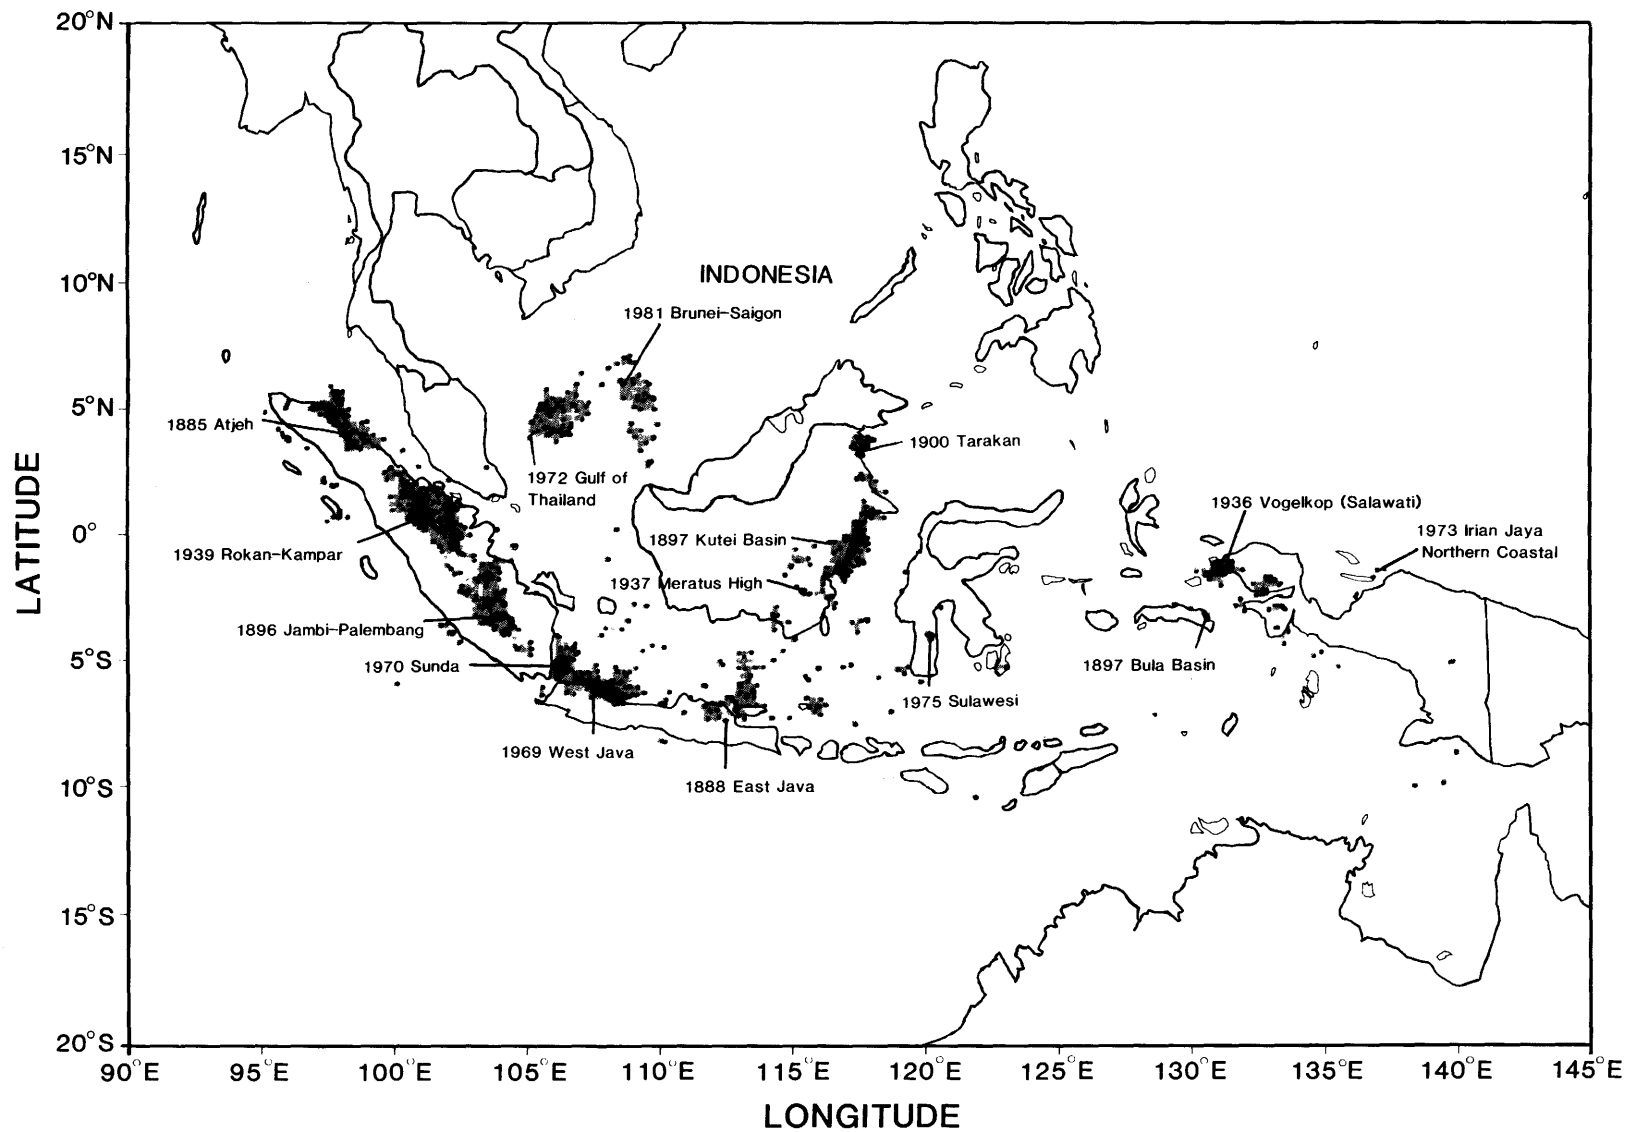 20°N
15°N
10°N
5°N
0°
5°S
10°S
15°S
20°S
LATITUDE
INDONESIA
1981 Brunei-Saigon
1885 Atjeh
1900 Tarakan
1972 Gulf of
Thailand
1936 Vogelkop (Salawati)
1973 Irian Jaya
Northern Coastal
1939 Rokan-Kampar
1897 Kutei Basin
1937 Meratus High
1896 Jambi-Palembang
1970 Sunda
1897 Bula Basin
1975 Sulawesi
1969 West Java
1888 East Java
90°E
95°E
100°E
105°E
110°E
115°E
120°E
125°E
130°E
135°E
140°E
145°E
LONGITUDE